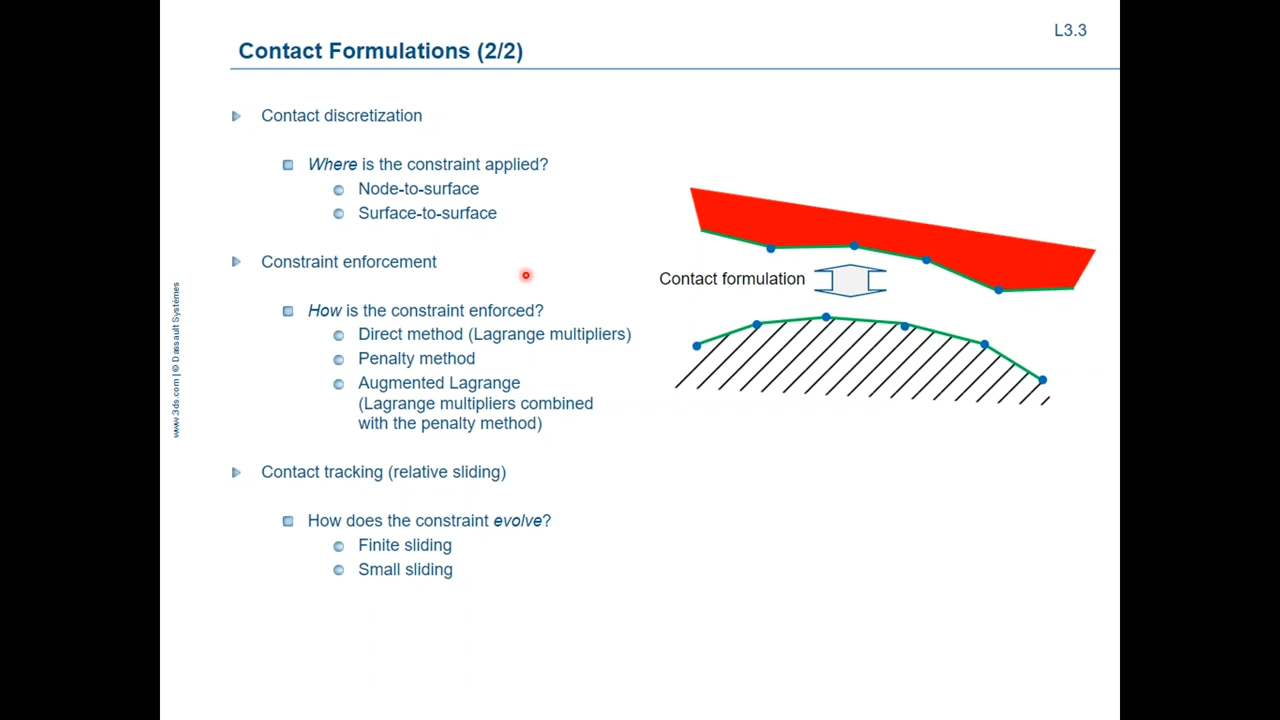 L3.3
Contact Formulations (2/2)
Contact discretization
Where is the constraint applied?
Node-to-surface
Surface-to-surface
Constraint enforcement
How is the constraint enforced?
Direct method (Lagrange multipliers)
Penalty method
Augmented Lagrange
(Lagrange multipliers combined
with the penalty method)
Contact tracking (relative sliding)
How does the constraint evolve?
Finite sliding
Small sliding
Contact formulation
www.3ds.com | © Dassault Systèmes